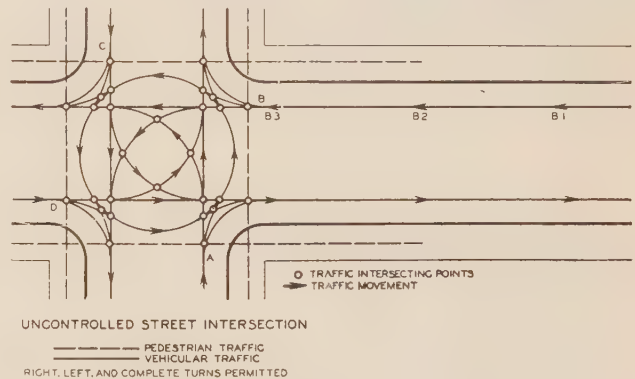 C
B
B3 B2 B1
D
A
TRAFFIC INTERSECTING POINTS
TRAFFIC MOVEMENT
UNCONTROLLED STREET INTERSECTION
PEDESTRIAN TRAFFIC
VEHICULAR TRAFFIC
RIGHT, LEFT, AND COMPLETE TURNS PERMITTED